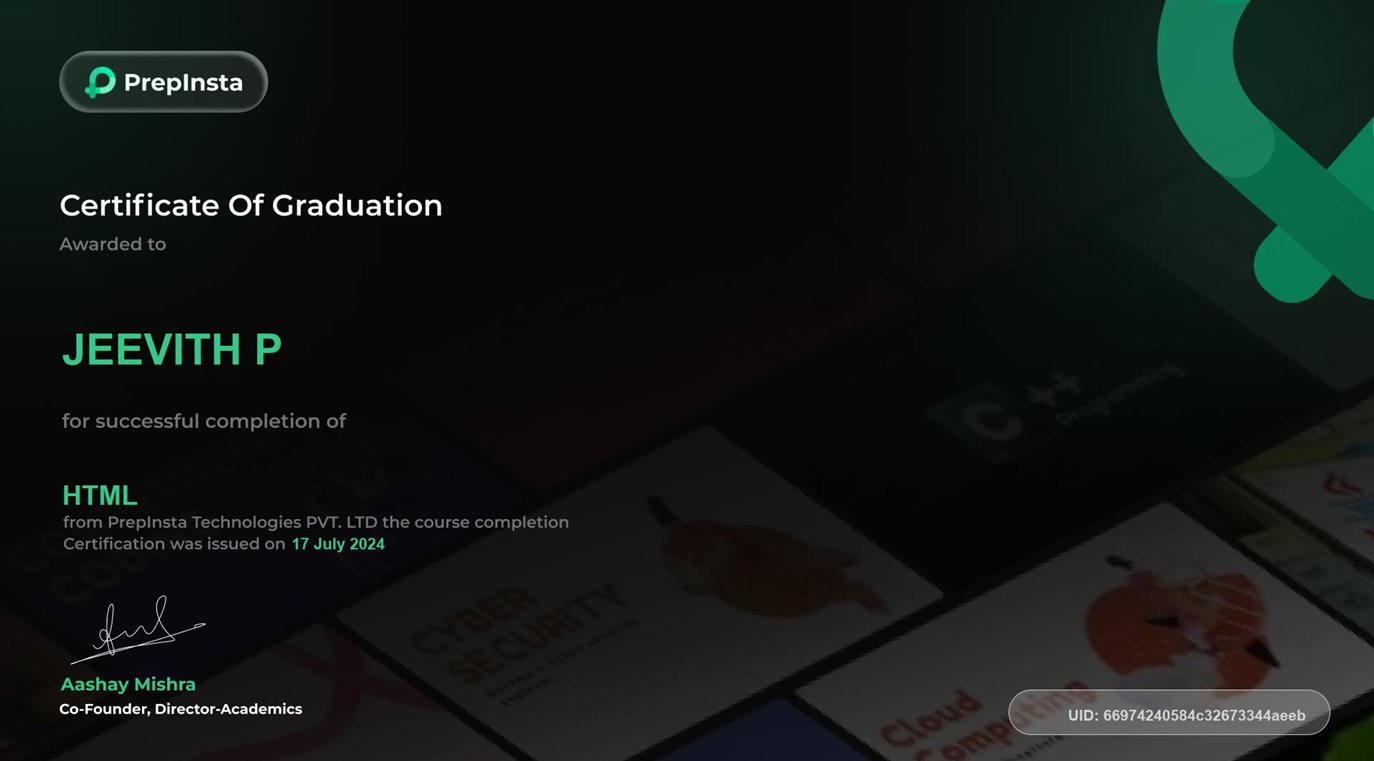 PrepInsta
Certificate Of Graduation
Awarded to
JEEVITH P
for successful completion of
HTML
from PrepInsta Technologies PVT. LTD the course completion
Certification was issued on 17 July 2024
Aashay Mishra
Co-Founder, Director-Academics
C++
Programming
CYBER
SECURITY
Cloud
Computing
UID: 66974240584c32673344aeeb